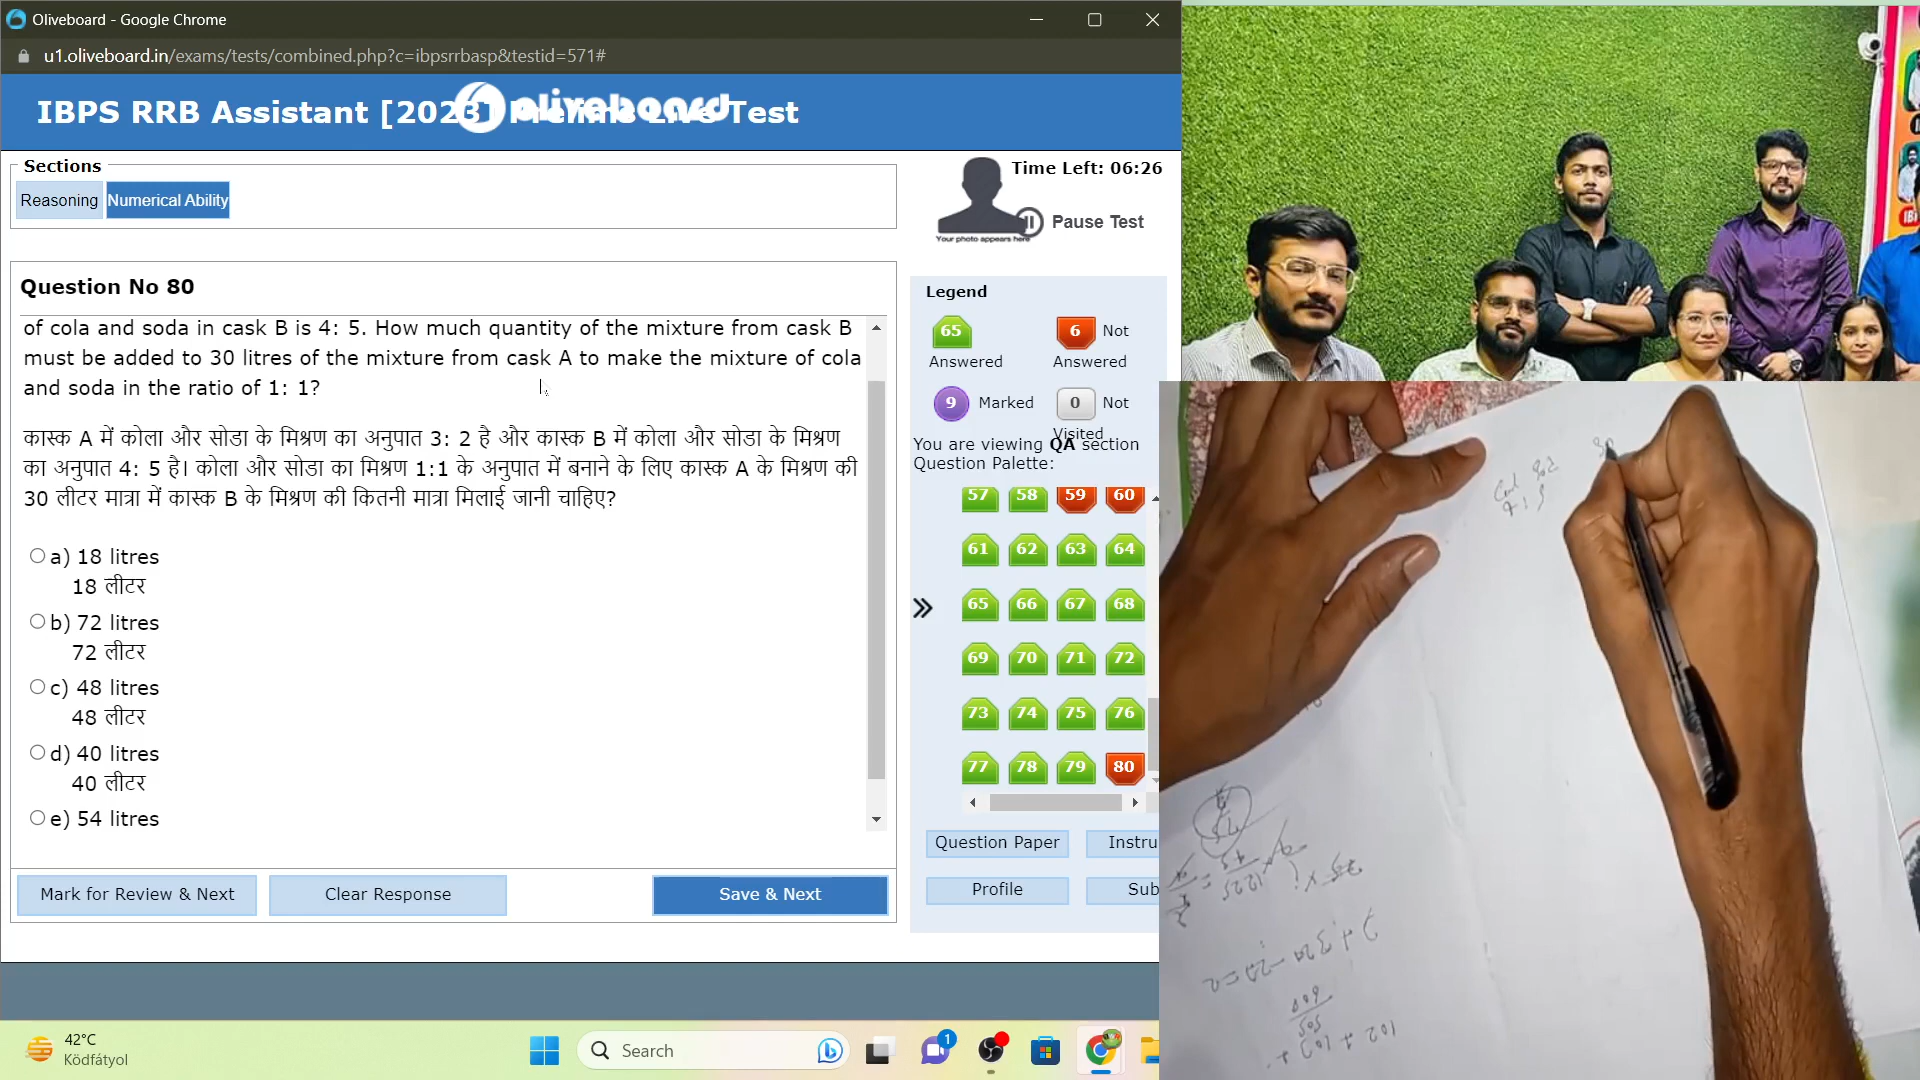 Oliveboard - Google Chrome
u1.oliveboard.in/exams/tests/combined.php?c=ibpsrrbasp&testid=571#
IBPS RRB Assistant [2023] Prelims Live Test
oliveboard
Sections
Reasoning
Numerical Ability
Time Left: 06:26
Pause Test
Your photo appears here
Question No 80
of cola and soda in cask B is 4: 5. How much quantity of the mixture from cask B
must be added to 30 litres of the mixture from cask A to make the mixture of cola
and soda in the ratio of 1: 1?
कास्क A में कोला और सोडा के मिश्रण का अनुपात 3: 2 है और कास्क B में कोला और सोडा के मिश्रण
का अनुपात 4: 5 है। कोला और सोडा का मिश्रण 1:1 के अनुपात में बनाने के लिए कास्क A के मिश्रण की
30 लीटर मात्रा में कास्क B के मिश्रण की कितनी मात्रा मिलाई जानी चाहिए?
a) 18 litres
18 लीटर
b) 72 litres
72 लीटर
c) 48 litres
48 लीटर
d) 40 litres
40 लीटर
e) 54 litres
Mark for Review & Next
Clear Response
Save & Next
Legend
65
Answered
6 Not
Answered
9 Marked
0 Not
Visited
You are viewing QA section
Question Palette:
57 58 59 60
61 62 63 64
65 66 67 68
69 70 71 72
73 74 75 76
77 78 79 80
Question Paper
Instru
Profile
Sub
42°C
Ködfátyol
Search
1